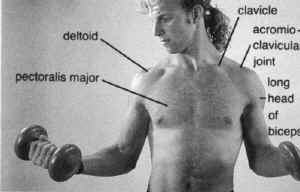 clavicle
deltoid
acromio-
clavicular
joint
pectoralis major
long
head
of
biceps